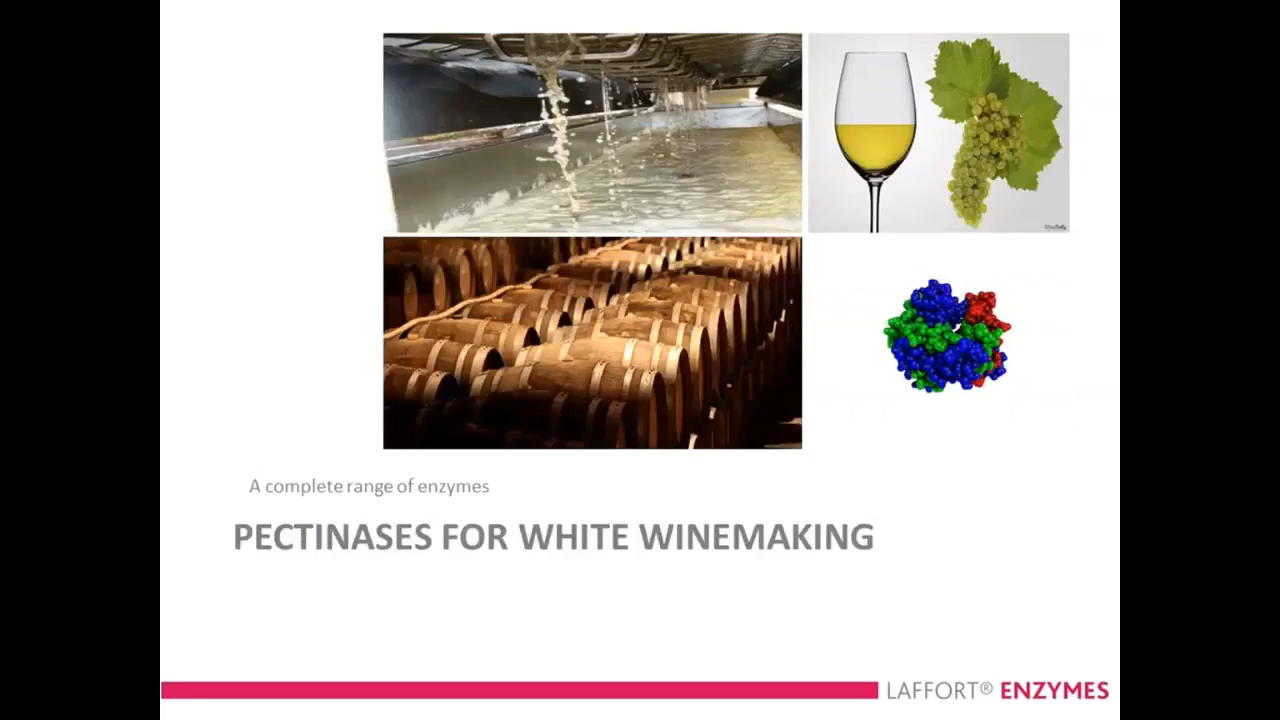 A complete range of enzymes
PECTINASES FOR WHITE WINEMAKING
LAFFORT® ENZYMES